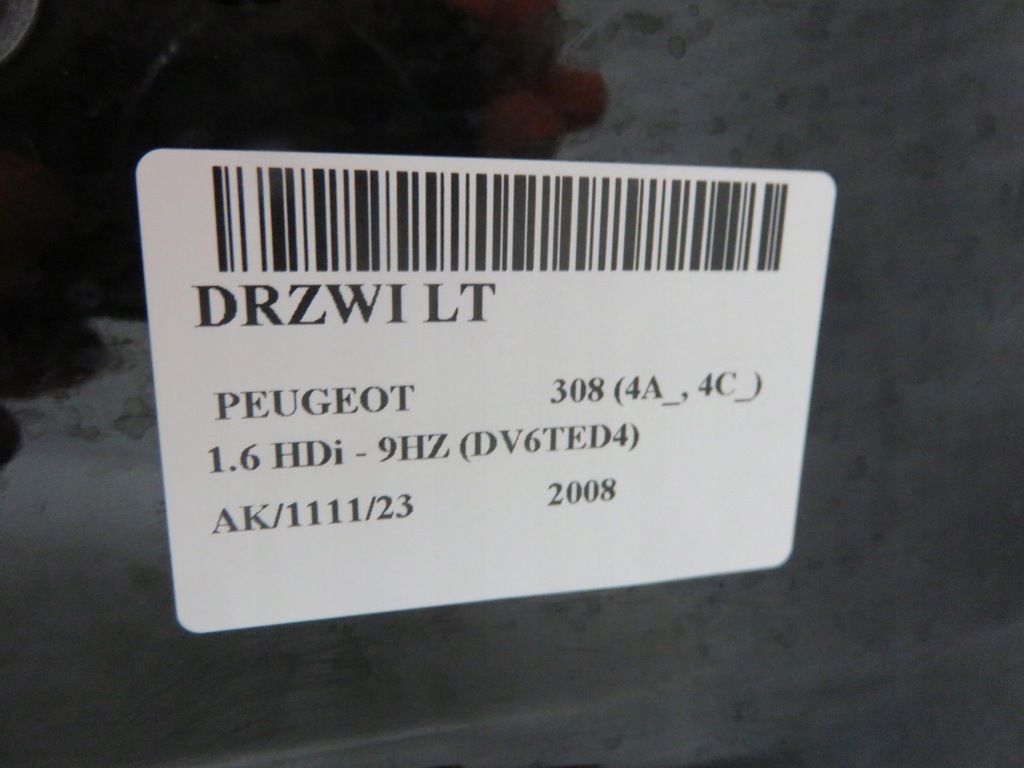 DRZWI LT
PEUGEOT 308 (4A_, 4C_)
1.6 HDi - 9HZ (DV6TED4)
AK/1111/23 2008